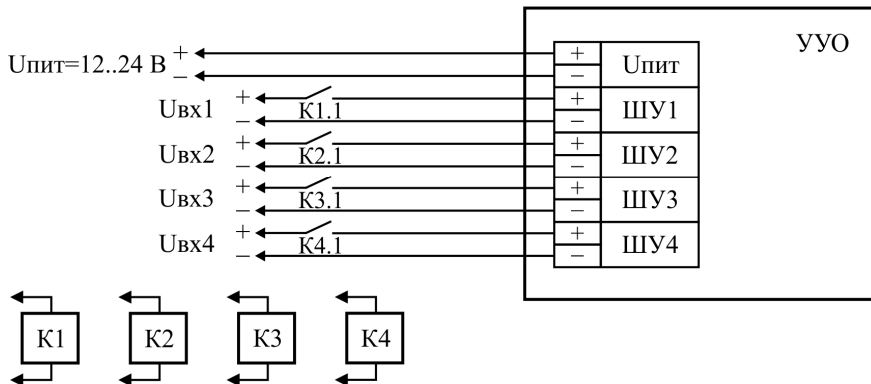 УУО
Uпит=12..24 В + − + − Uпит
Uвх1 + − К1.1 + − ШУ1
Uвх2 + − К2.1 + − ШУ2
Uвх3 + − К3.1 + − ШУ3
Uвх4 + − К4.1 + − ШУ4
К1 К2 К3 К4